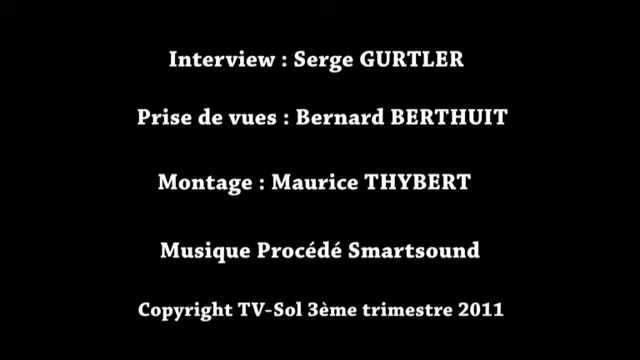 Interview : Serge GURTLER
Prise de vues : Bernard BERTHUIT
Montage : Maurice THYBERT
Musique Procédé Smartsound
Copyright TV-Sol 3ème trimestre 2011